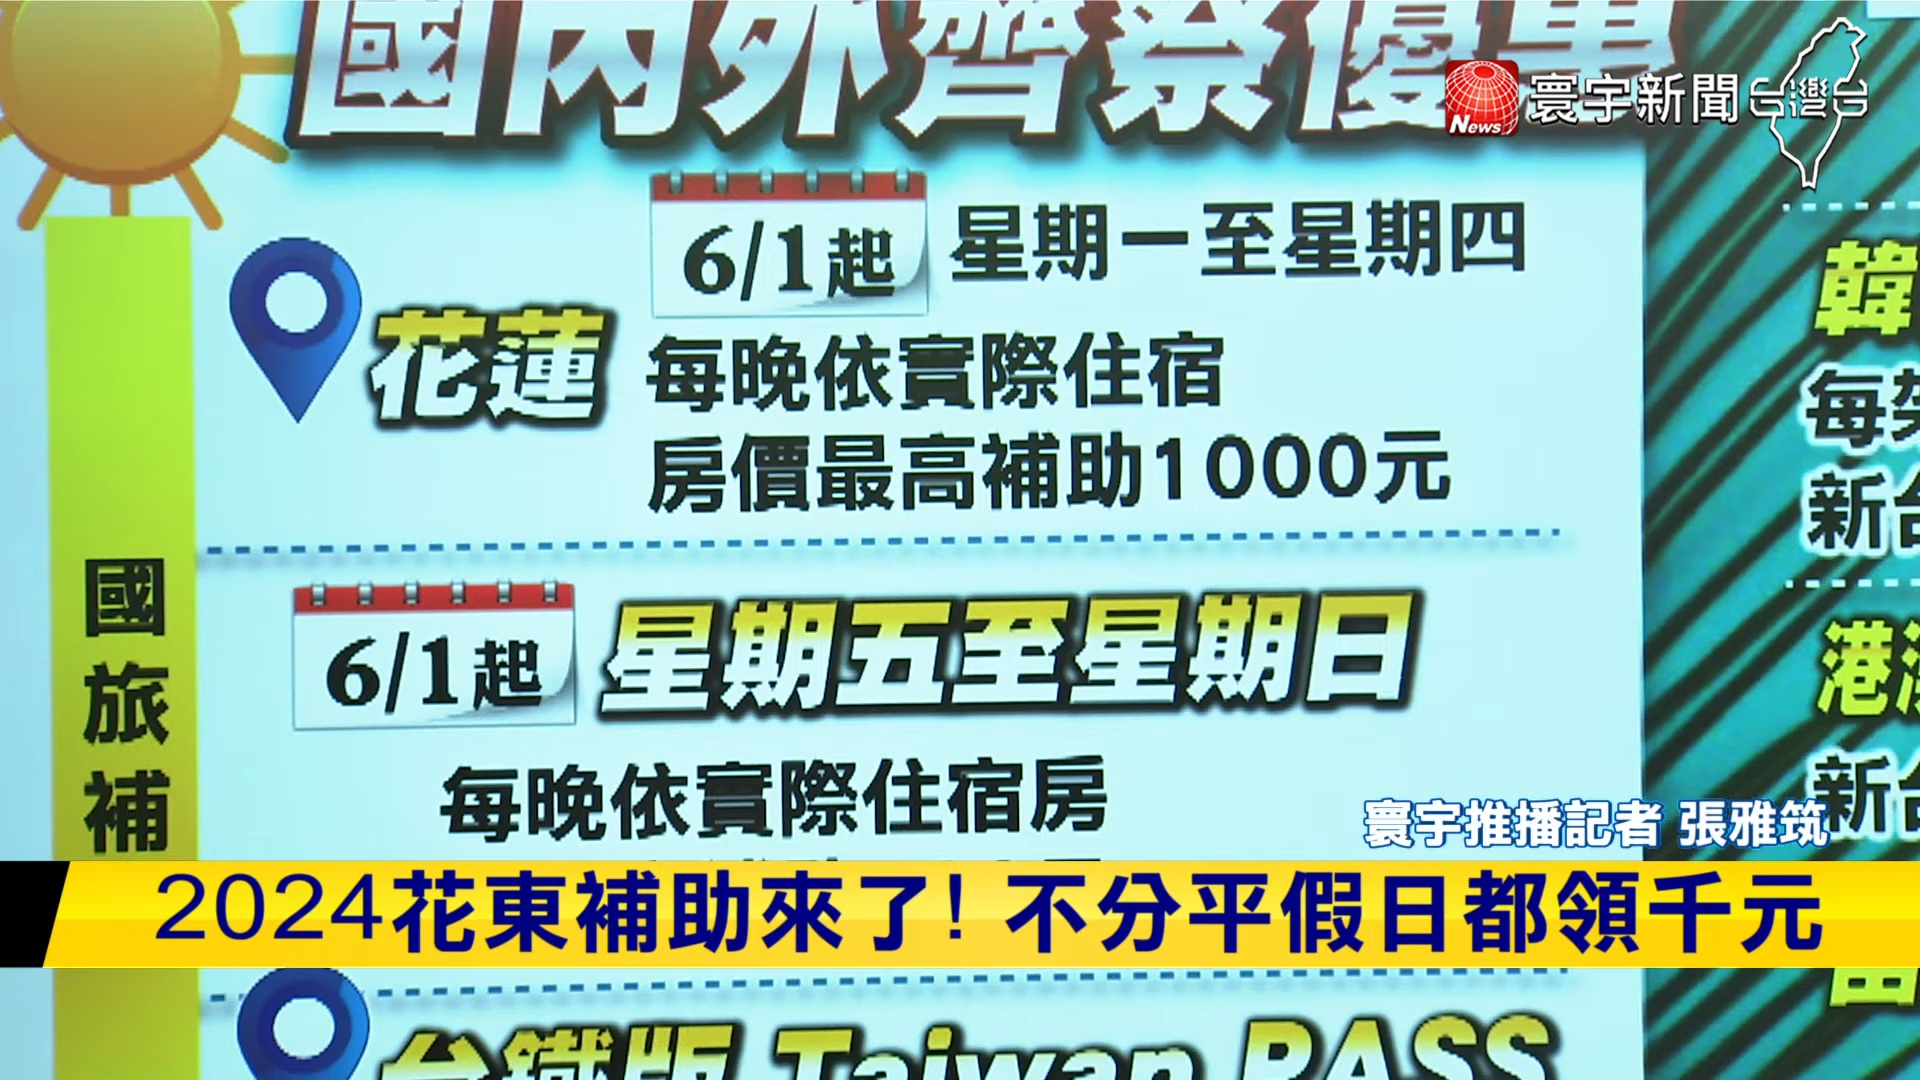 國內外齊祭優惠
News
寰宇新聞
台灣台
6/1起
星期一至星期四
花蓮
每晚依實際住宿
房價最高補助1000元
6/1起
星期五至星期日
每晚依實際住宿房
國旅補
韓
每
新台
港澳
新台
寰宇推播記者 張雅筑
2024花東補助來了! 不分平假日都領千元
台鐵版 Taiwan PASS